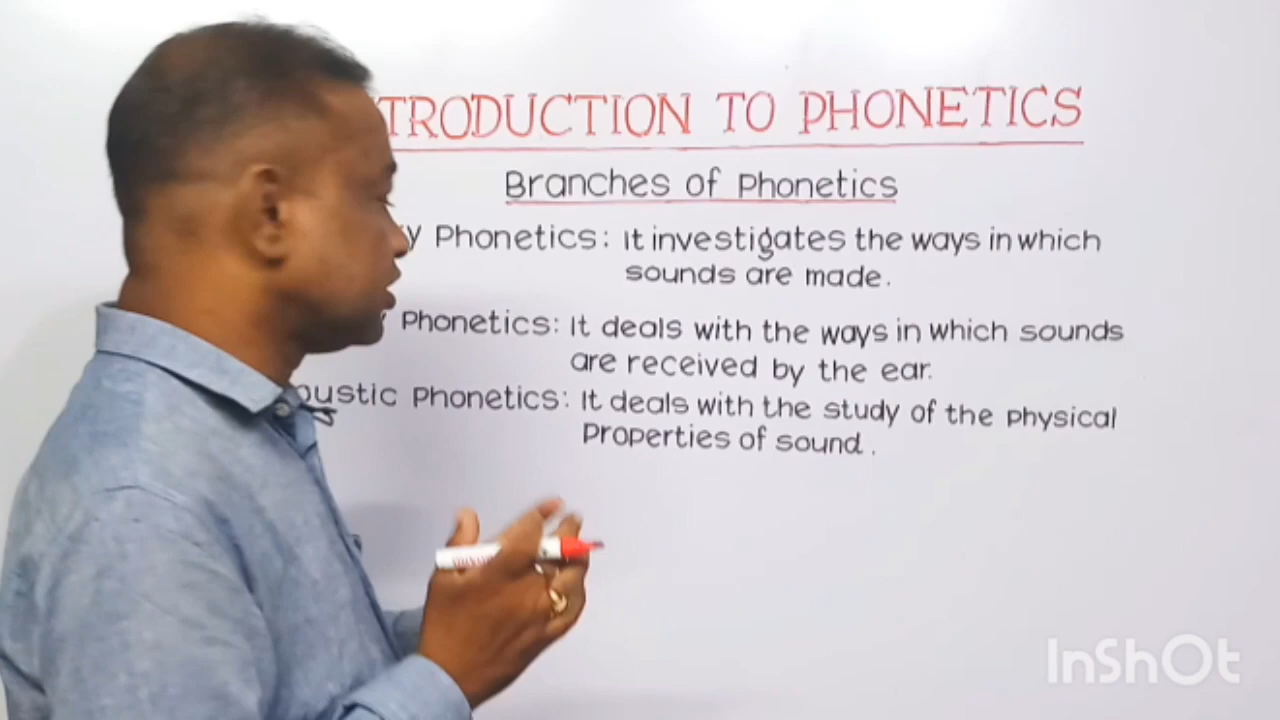 TRODUCTION TO PHONETICS
Branches of Phonetics
y Phonetics: It investigates the ways in which
sounds are made.
Phonetics: It deals with the ways in which sounds
are received by the ear.
oustic Phonetics: It deals with the study of the Physical
Properties of sound.
InShOt